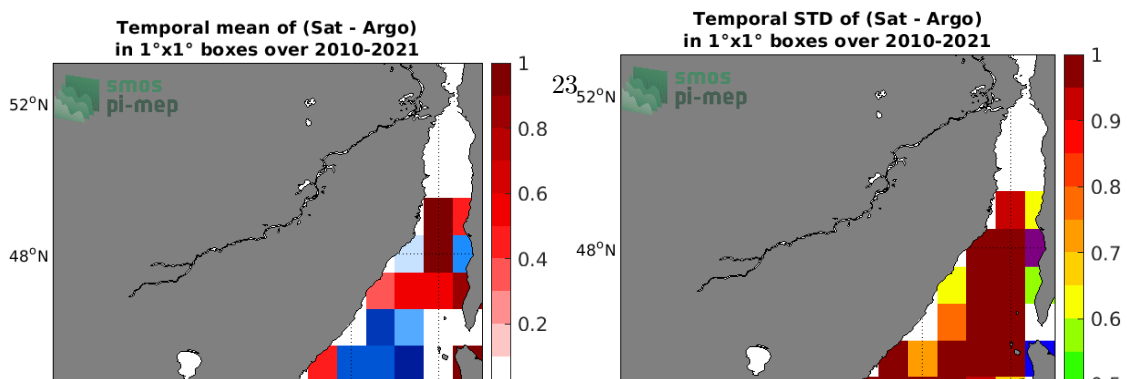 Temporal mean of (Sat - Argo)
in 1°x1° boxes over 2010-2021
smos
pi-mep
52°N
48°N
1
0.8
0.6
0.4
0.2
23
Temporal STD of (Sat - Argo)
in 1°x1° boxes over 2010-2021
smos
pi-mep
52°N
48°N
1
0.9
0.8
0.7
0.6